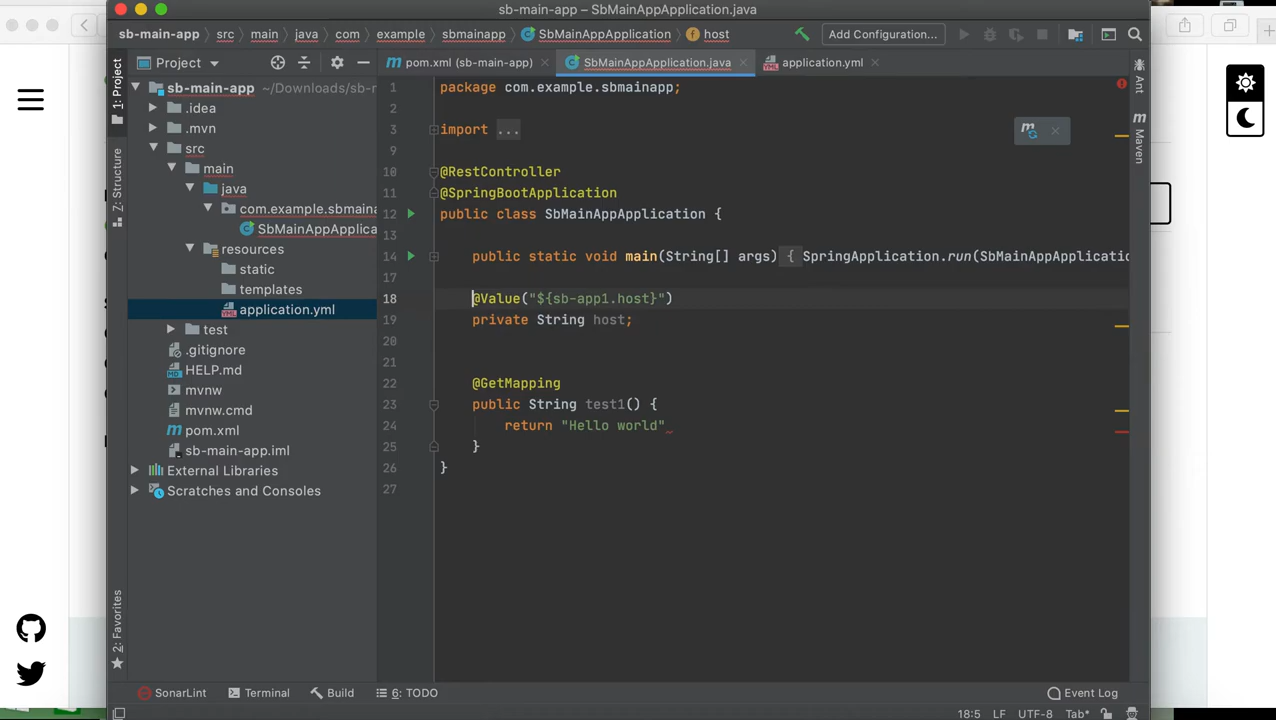 sb-main-app – SbMainAppApplication.java
sb-main-app src main java com example sbmainapp SbMainAppApplication host Add Configuration...
1: Project
Z: Structure
2: Favorites
Project
pom.xml (sb-main-app) SbMainAppApplication.java application.yml
sb-main-app ~/Downloads/sb-r
.idea
.mvn
src
main
java
com.example.sbmaina
SbMainAppApplica
resources
static
templates
application.yml
test
.gitignore
HELP.md
mvnw
mvnw.cmd
pom.xml
sb-main-app.iml
External Libraries
Scratches and Consoles
1 package com.example.sbmainapp;
2
3 import ...
9
10 @RestController
11 @SpringBootApplication
12 public class SbMainAppApplication {
13
14 public static void main(String[] args) { SpringApplication.run(SbMainAppApplicatio
17
18 @Value("${sb-app1.host}")
19 private String host;
20
21
22 @GetMapping
23 public String test1() {
24 return "Hello world"
25 }
26 }
27
Ant
Maven
SonarLint Terminal Build 6: TODO Event Log
18:5 LF UTF-8 Tab*